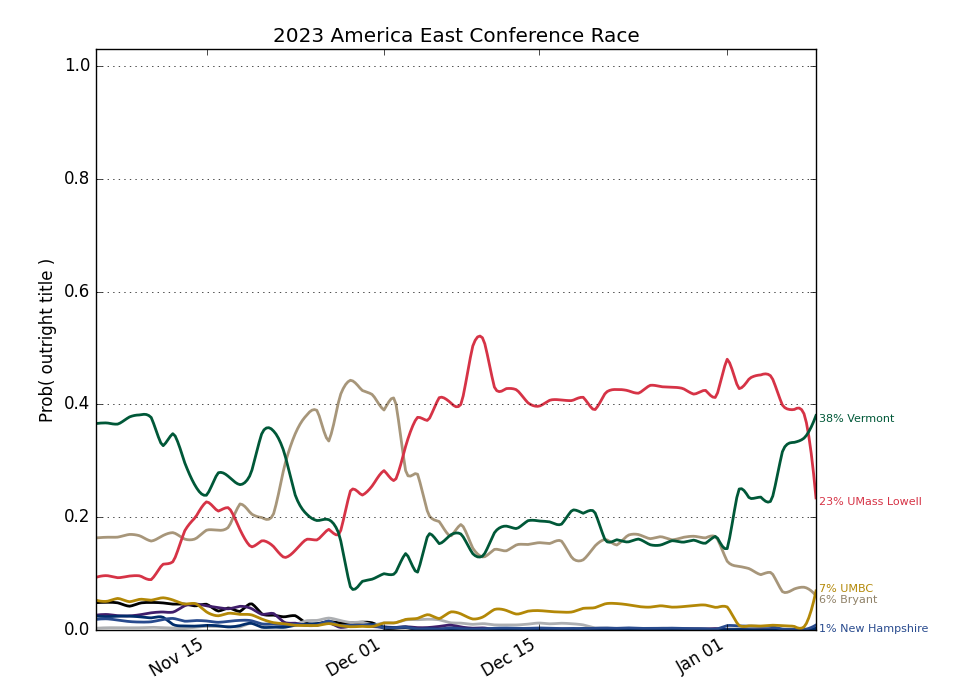 2023 America East Conference Race
Prob( outright title )
1.0
0.8
0.6
0.4
0.2
0.0
38% Vermont
23% UMass Lowell
7% UMBC
6% Bryant
1% New Hampshire
Nov 15
Dec 01
Dec 15
Jan 01